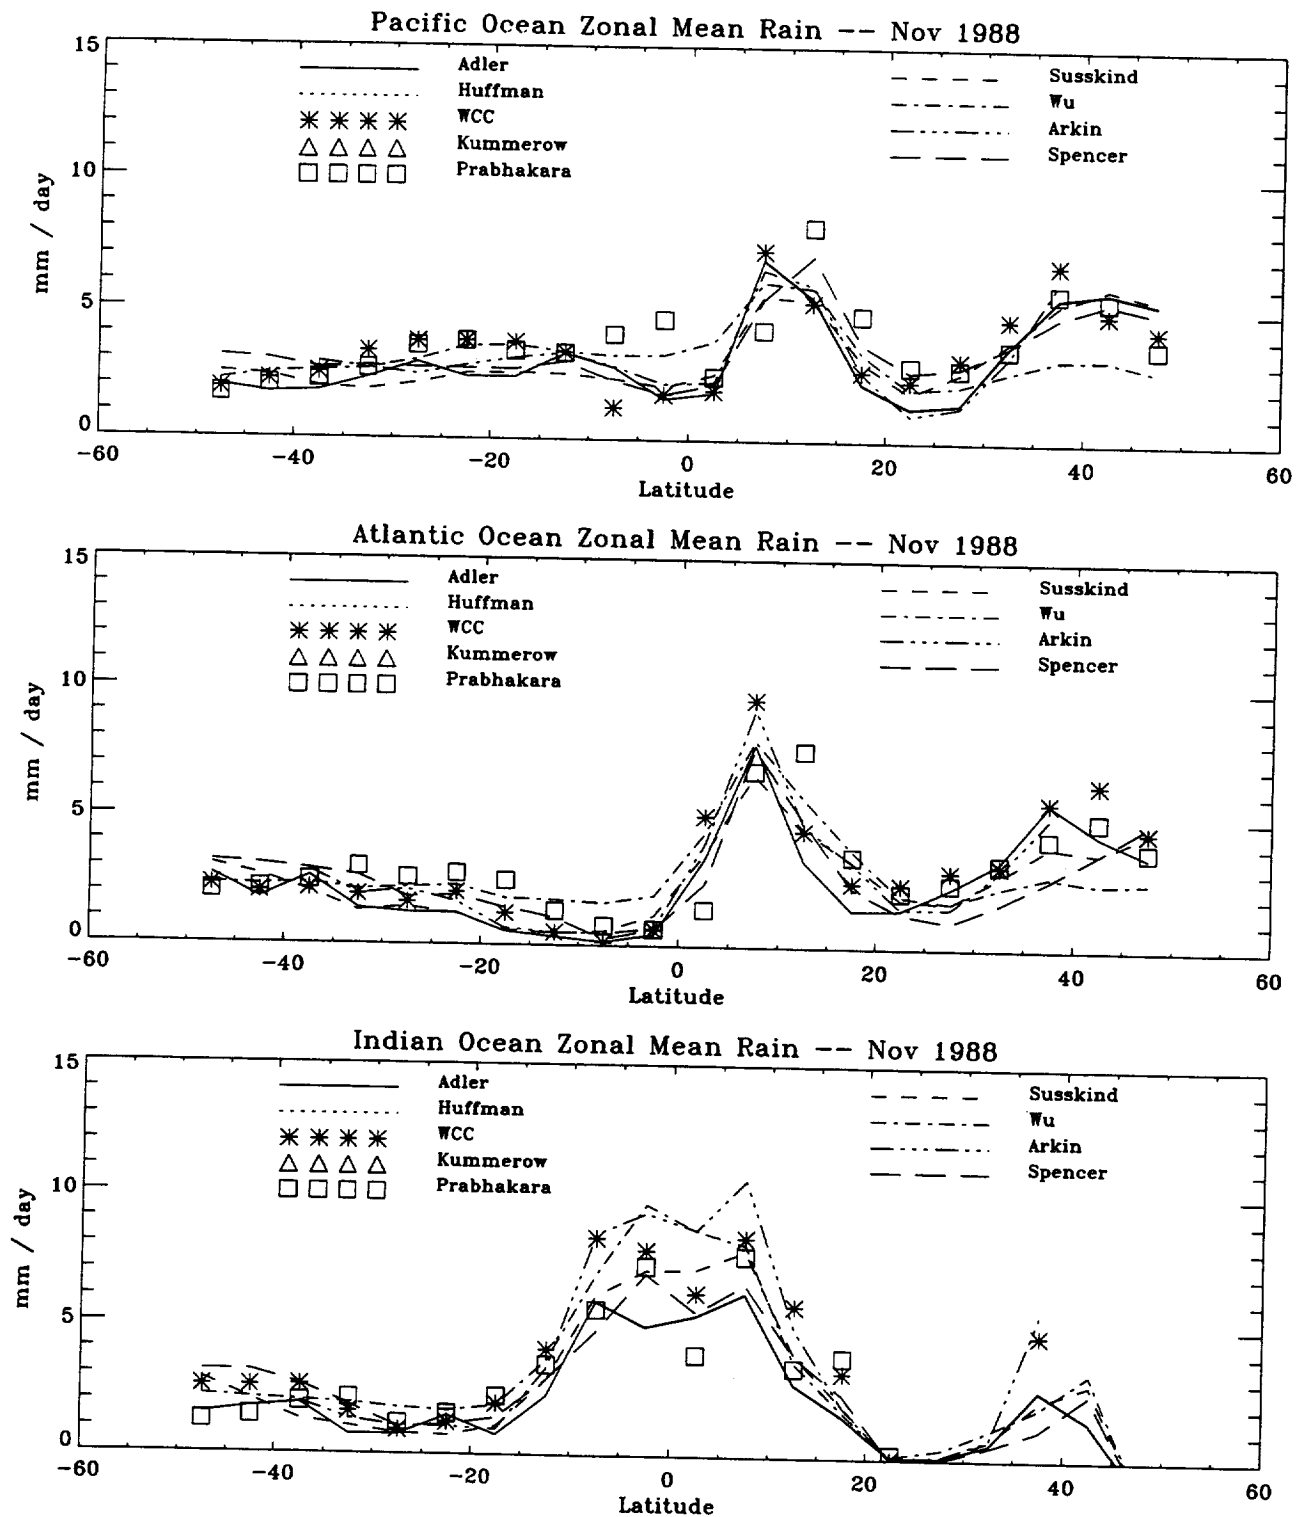 Pacific Ocean Zonal Mean Rain -- Nov 1988
15
10
5
0
mm / day
Adler
Huffman
WCC
Kummerow
Prabhakara
Susskind
Wu
Arkin
Spencer
-60 -40 -20 0 20 40 60
Latitude
Atlantic Ocean Zonal Mean Rain -- Nov 1988
15
10
5
0
mm / day
Adler
Huffman
WCC
Kummerow
Prabhakara
Susskind
Wu
Arkin
Spencer
-60 -40 -20 0 20 40 60
Latitude
Indian Ocean Zonal Mean Rain -- Nov 1988
15
10
5
0
mm / day
Adler
Huffman
WCC
Kummerow
Prabhakara
Susskind
Wu
Arkin
Spencer
-60 -40 -20 0 20 40 60
Latitude